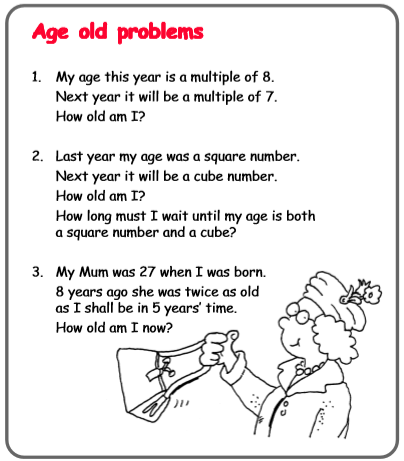 Age old problems
1. My age this year is a multiple of 8.
Next year it will be a multiple of 7.
How old am I?
2. Last year my age was a square number.
Next year it will be a cube number.
How old am I?
How long must I wait until my age is both
a square number and a cube?
3. My Mum was 27 when I was born.
8 years ago she was twice as old
as I shall be in 5 years' time.
How old am I now?